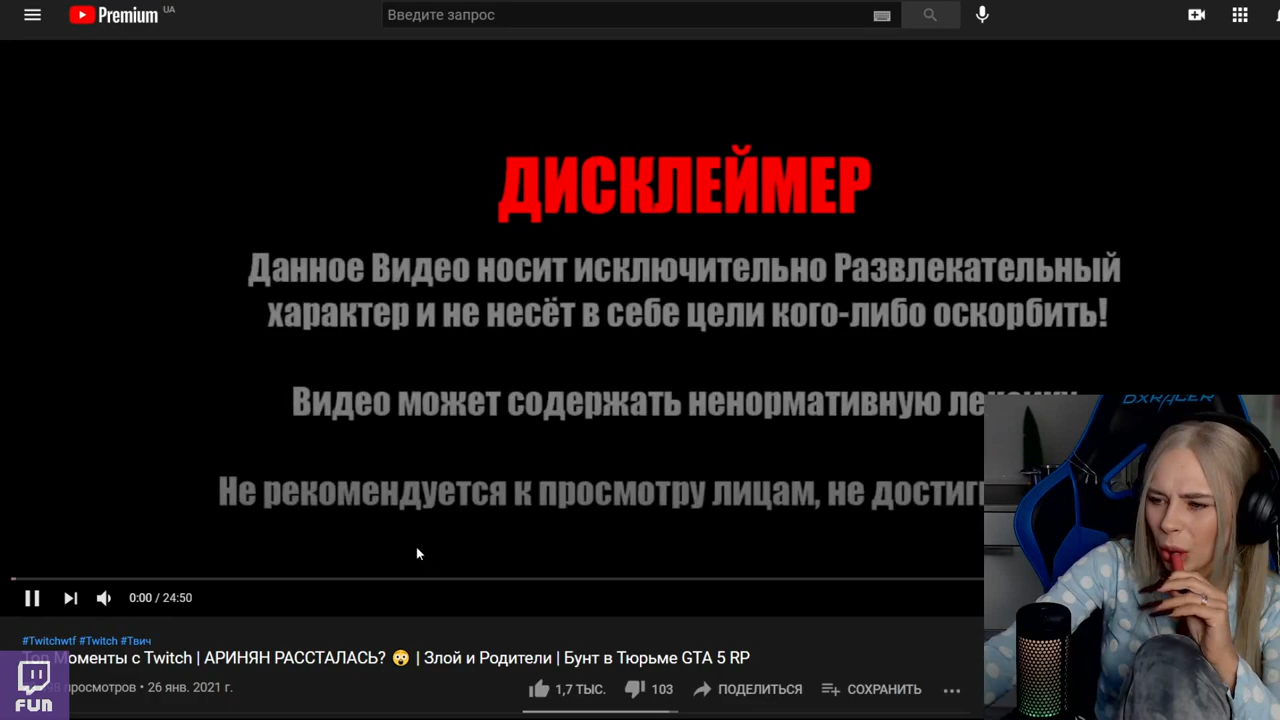 Premium UA
Введите запрос
ДИСКЛЕЙМЕР
Данное Видео носит исключительно Развлекательный
характер и не несёт в себе цели кого-либо оскорбить!
Видео может содержать ненормативную
DXRACER
Не рекомендуется к просмотру лицам, не
0:00 / 24:50
#Twitchwtf #Twitch #Твич
Топ Моменты с Twitch | АРИНЯН РАССТАЛАСЬ? 😲 | Злой и Родители | Бунт в Тюрьме GTA 5 RP
просмотров • 26 янв. 2021 г.
1,7 ТЫС.
103
ПОДЕЛИТЬСЯ
СОХРАНИТЬ
FUN